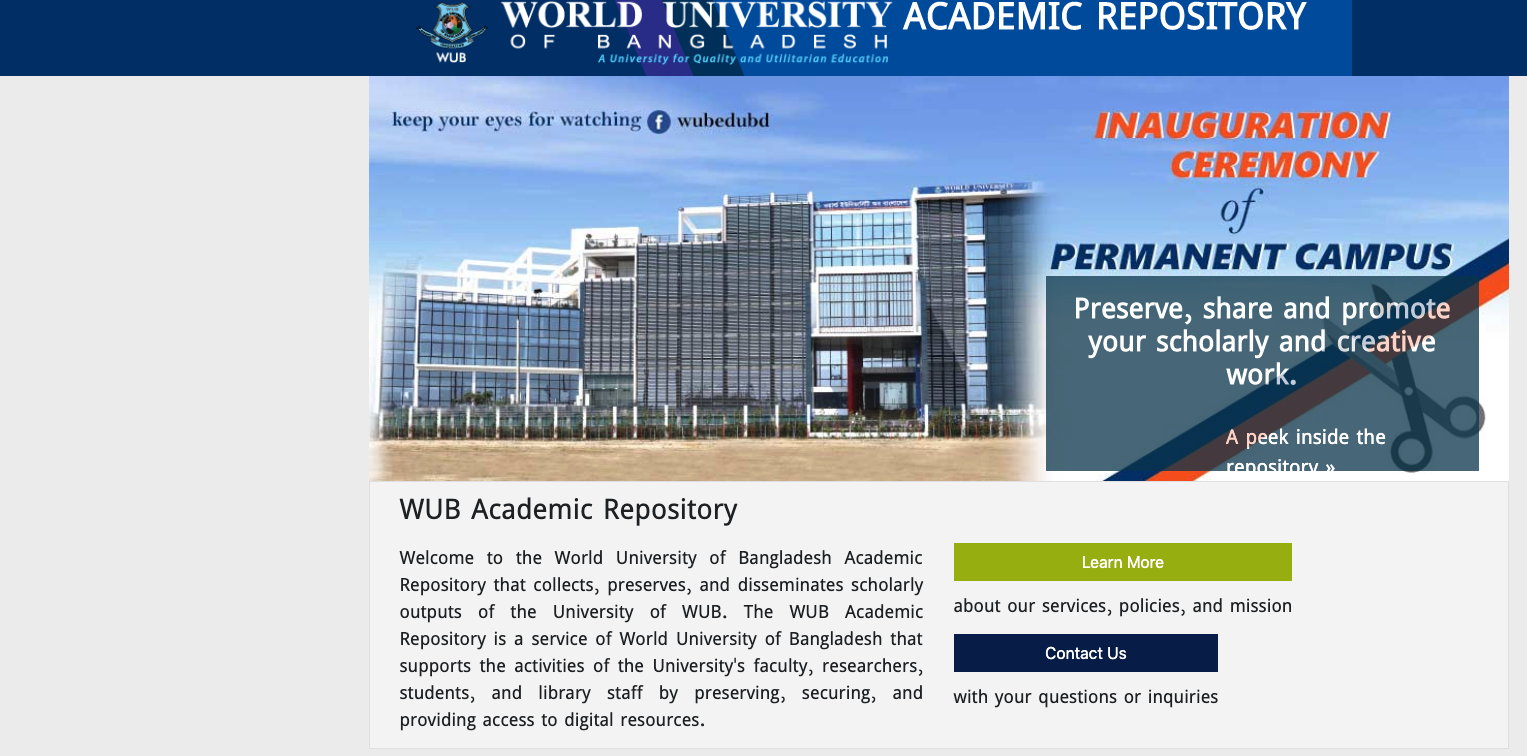 WORLD UNIVERSITY
OF BANGLADESH
A University for Quality and Utilitarian Education
WUB
ACADEMIC REPOSITORY
keep your eyes for watching f wubedubd
INAUGURATION
CEREMONY
of
PERMANENT CAMPUS
WORLD UNIVERSITY
ওয়ার্ল্ড ইউনিভার্সিটি অব বাংলাদেশ
Preserve, share and promote
your scholarly and creative
work.
A peek inside the
repository »
WUB Academic Repository
Welcome to the World University of Bangladesh Academic
Repository that collects, preserves, and disseminates scholarly
outputs of the University of WUB. The WUB Academic
Repository is a service of World University of Bangladesh that
supports the activities of the University's faculty, researchers,
students, and library staff by preserving, securing, and
providing access to digital resources.
Learn More
about our services, policies, and mission
Contact Us
with your questions or inquiries